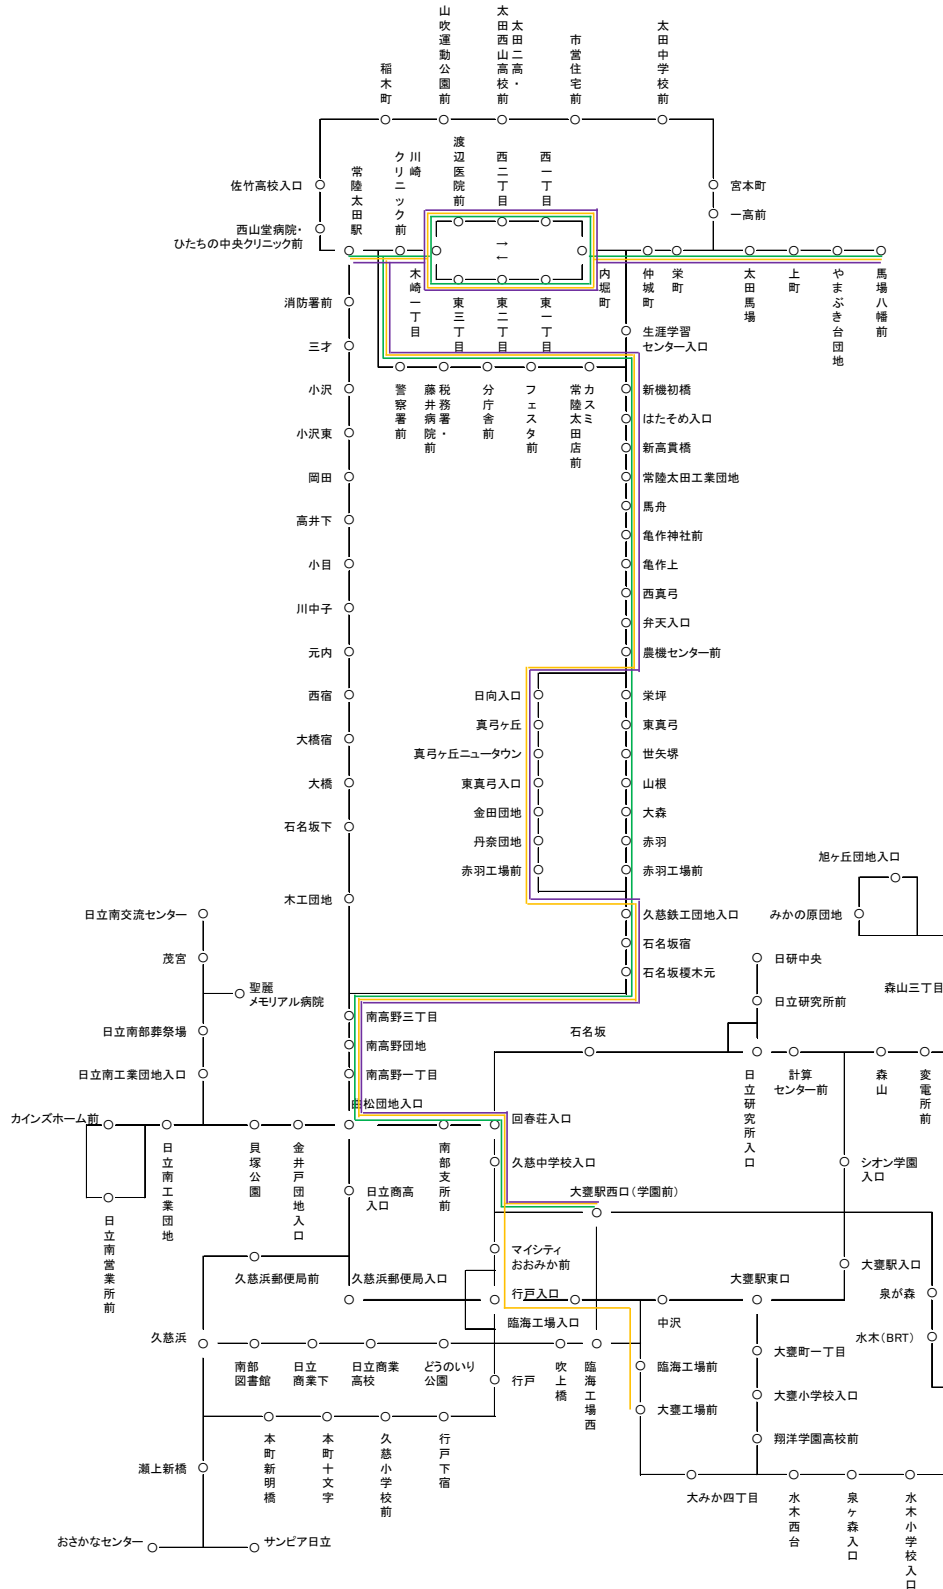 山吹運動公園前
太田二高・
太田西山高校前
市営住宅前
太田中学校前
稲木町
佐竹高校入口
西山堂病院・
ひたちの中央クリニック前
常陸太田駅
川崎
クリニック前
渡辺医院前
西二丁目
西一丁目
宮本町
一高前
→
←
木崎一丁目
東三丁目
東二丁目
東一丁目
内堀町
仲城町
栄町
太田馬場
上町
やまぶき台団地
馬場八幡前
消防署前
三才
小沢
小沢東
岡田
高井下
小目
川中子
元内
西宿
大橋宿
大橋
石名坂下
木工団地
警察署前
税務署・
藤井病院前
分庁舎前
フェスタ前
カスミ
常陸太田店前
生涯学習
センター入口
新機初橋
はたそめ入口
新高貫橋
常陸太田工業団地
馬舟
亀作神社前
亀作上
西真弓
弁天入口
農機センター前
日向入口
真弓ヶ丘
真弓ヶ丘ニュータウン
東真弓入口
金田団地
丹奈団地
赤羽工場前
栄坪
東真弓
世矢堺
山根
大森
赤羽
赤羽工場前
久慈鉄工団地入口
石名坂宿
石名坂榎木元
旭ヶ丘団地入口
みかの原団地
日立南交流センター
茂宮
聖麗
メモリアル病院
日立南部葬祭場
日立南工業団地入口
カインズホーム前
日立南営業所前
日立南工業団地
貝塚公園
金井戸団地入口
南高野三丁目
南高野団地
南高野一丁目
白松団地入口
南部支所前
石名坂
回春荘入口
久慈中学校入口
大甕駅西口(学園前)
日研中央
日立研究所前
森山三丁目
日立研究所入口
計算
センター前
森山
変電所前
シオン学園
入口
日立商高
入口
マイシティ
おおみか前
久慈浜郵便局前
久慈浜郵便局入口
行戸入口
臨海工場入口
中沢
大甕駅東口
大甕駅入口
泉が森
水木(BRT)
久慈浜
南部
図書館
日立
商業下
日立商業
高校
どうのいり
公園
行戸
吹上橋
臨海工場西
臨海工場前
大甕工場前
大甕町一丁目
大甕小学校入口
翔洋学園高校前
本町新明橋
本町十文字
久慈小学校前
行戸下宿
瀬上新橋
おさかなセンター
サンピア日立
大みか四丁目
水木西台
泉ヶ森入口
水木小学校入口